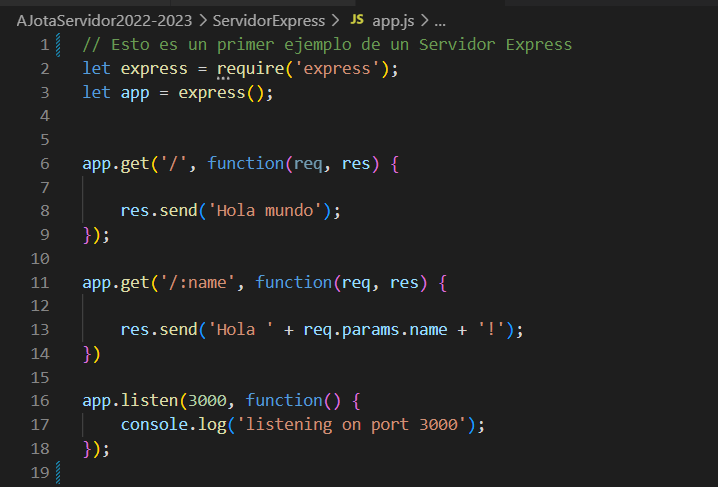 AJotaServidor2022-2023 > ServidorExpress > JS app.js > ...
1 // Esto es un primer ejemplo de un Servidor Express
2 let express = require('express');
3 let app = express();
4
5
6 app.get('/', function(req, res) {
7
8     res.send('Hola mundo');
9 });
10
11 app.get('/:name', function(req, res) {
12
13     res.send('Hola ' + req.params.name + '!');
14 })
15
16 app.listen(3000, function() {
17     console.log('listening on port 3000');
18 });
19